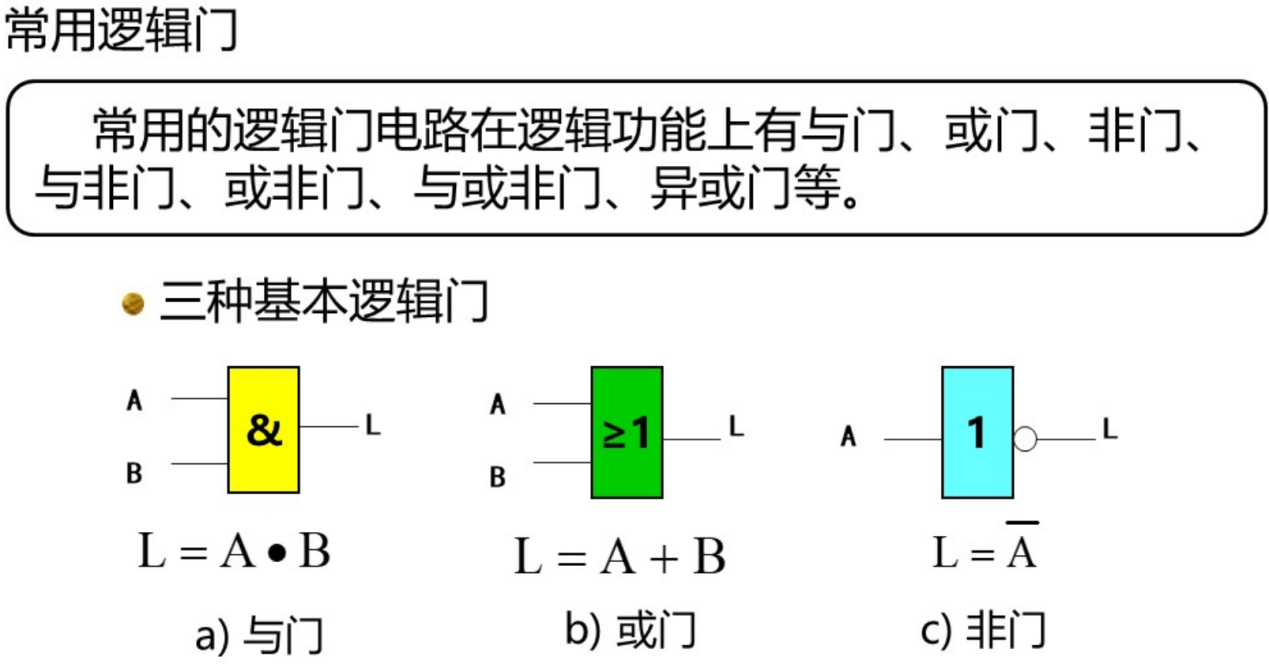 常用逻辑门
常用的逻辑门电路在逻辑功能上有与门、或门、非门、
与非门、或非门、与或非门、异或门等。
三种基本逻辑门
A
B
&
L
A
B
≥1
L
A
1
L
L = A • B
L = A + B
L = A̅
a) 与门
b) 或门
c) 非门